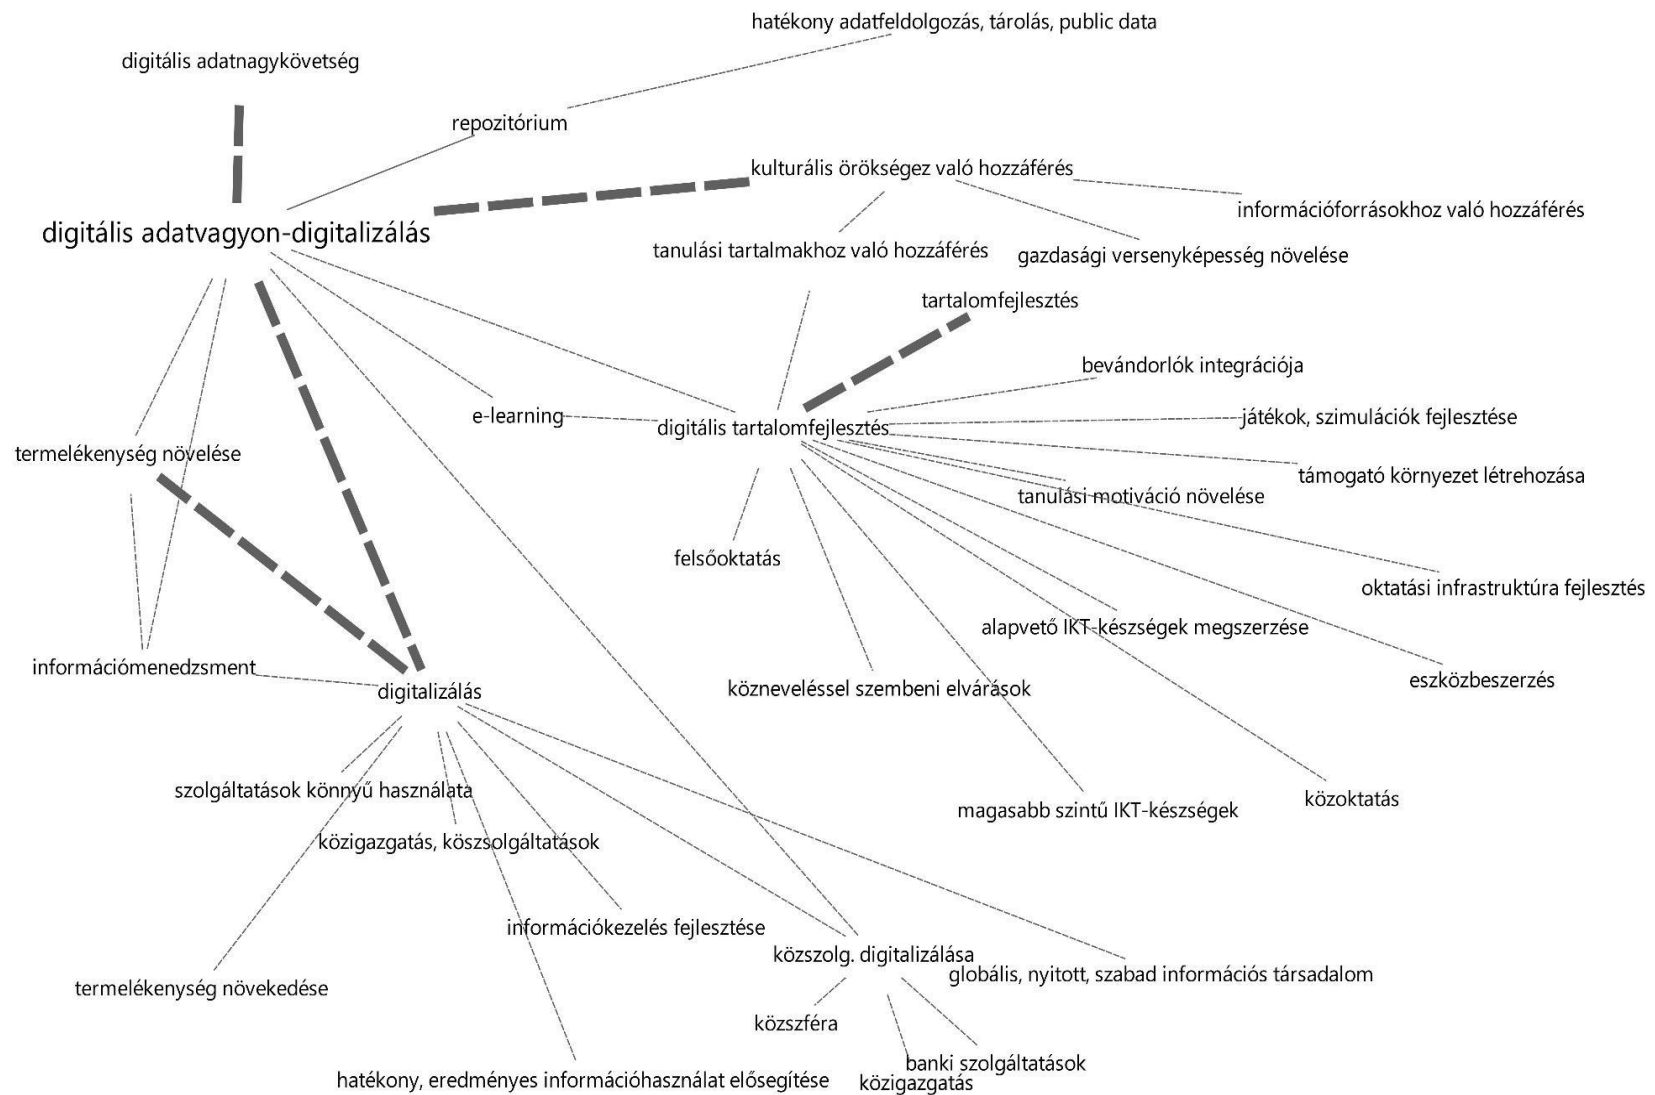 hatékony adatfeldolgozás, tárolás, public data
digitális adatnagykövetség
repozitórium
kulturális örökségez való hozzáférés
információforrásokhoz való hozzáférés
digitális adatvagyon-digitalizálás
tanulási tartalmakhoz való hozzáférés
gazdasági versenyképesség növelése
tartalomfejlesztés
bevándorlók integrációja
e-learning
digitális tartalomfejlesztés
játékok, szimulációk fejlesztése
termelékenység növelése
támogató környezet létrehozása
tanulási motiváció növelése
felsőoktatás
oktatási infrastruktúra fejlesztés
alapvető IKT-készségek megszerzése
információmenedzsment
digitalizálás
közneveléssel szembeni elvárások
eszközbeszerzés
szolgáltatások könnyű használata
magasabb szintű IKT-készségek
közoktatás
közigazgatás, köszsolgáltatások
információkezelés fejlesztése
közszolg. digitalizálása
globális, nyitott, szabad információs társadalom
termelékenység növekedése
közszféra
banki szolgáltatások
hatékony, eredményes információhasználat elősegítése
közigazgatás